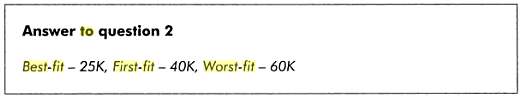 Answer to question 2
Best-fit – 25K, First-fit – 40K, Worst-fit – 60K